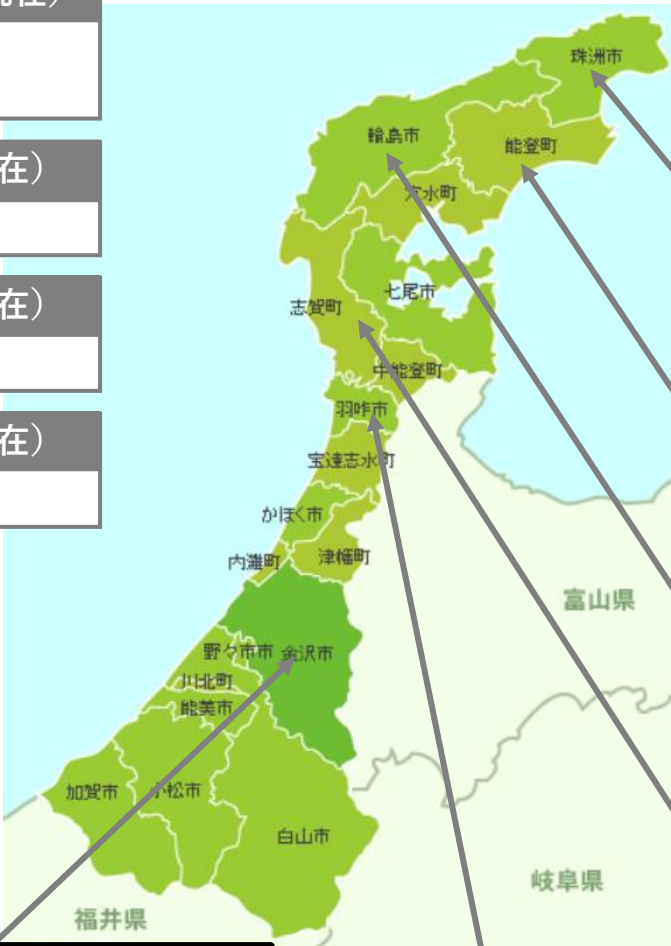 在）
在）
在）
在）
珠洲市
輪島市
能登町
穴水町
七尾市
志賀町
中能登町
羽咋市
宝達志水町
かほく市
内灘町
津幡町
富山県
野々市市
金沢市
川北町
能美市
加賀市
小松市
白山市
岐阜県
福井県